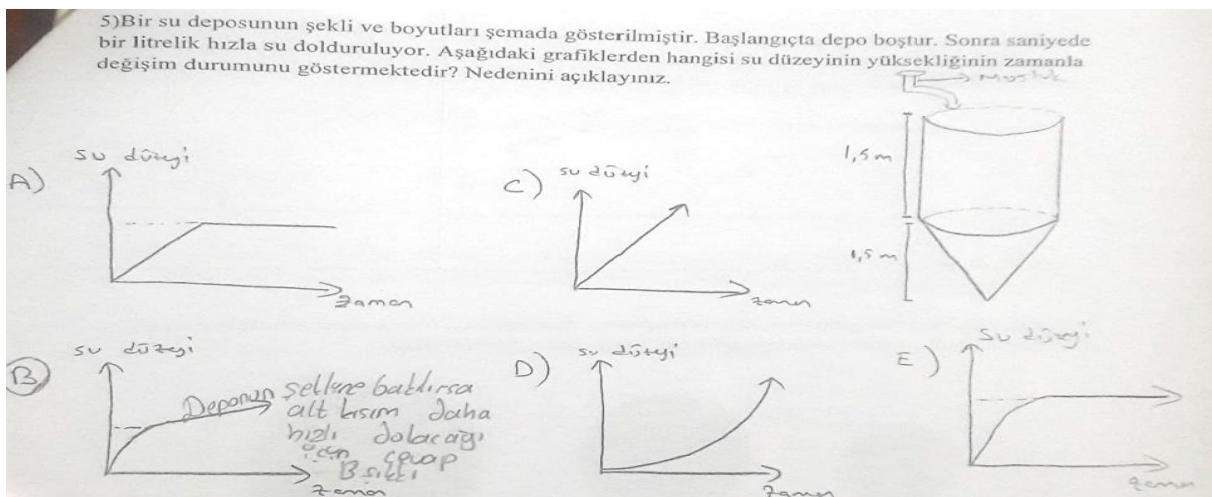 5)Bir su deposunun şekli ve boyutları şemada gösterilmiştir. Başlangıçta depo boştur. Sonra saniyede
bir litrelik hızla su dolduruluyor. Aşağıdaki grafiklerden hangisi su düzeyinin yüksekliğinin zamanla
değişim durumunu göstermektedir? Nedenini açıklayınız.
Musluk
1,5 m
1,5 m
A)
su düzeyi
zaman
C)
su düzeyi
zaman
B)
su düzeyi
Deponun şekline bakılırsa
alt kısım daha
hızlı dolacağı
için cevap
B şıkkı
zaman
D)
su düzeyi
zaman
E)
su düzeyi
zaman